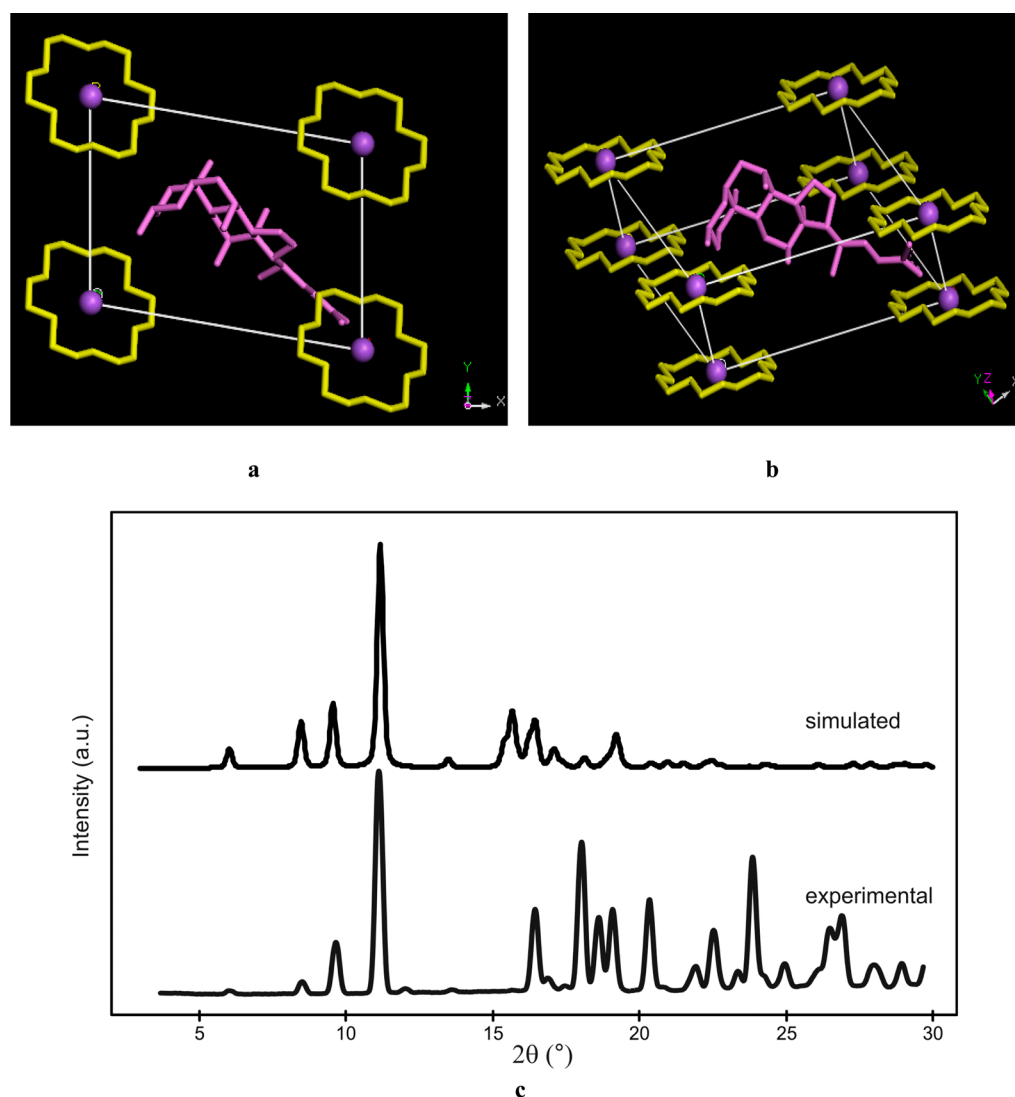 Y
X
Y Z
X
a
b
Intensity (a.u.)
simulated
experimental
5 10 15 20 25 30
2θ (°)
c